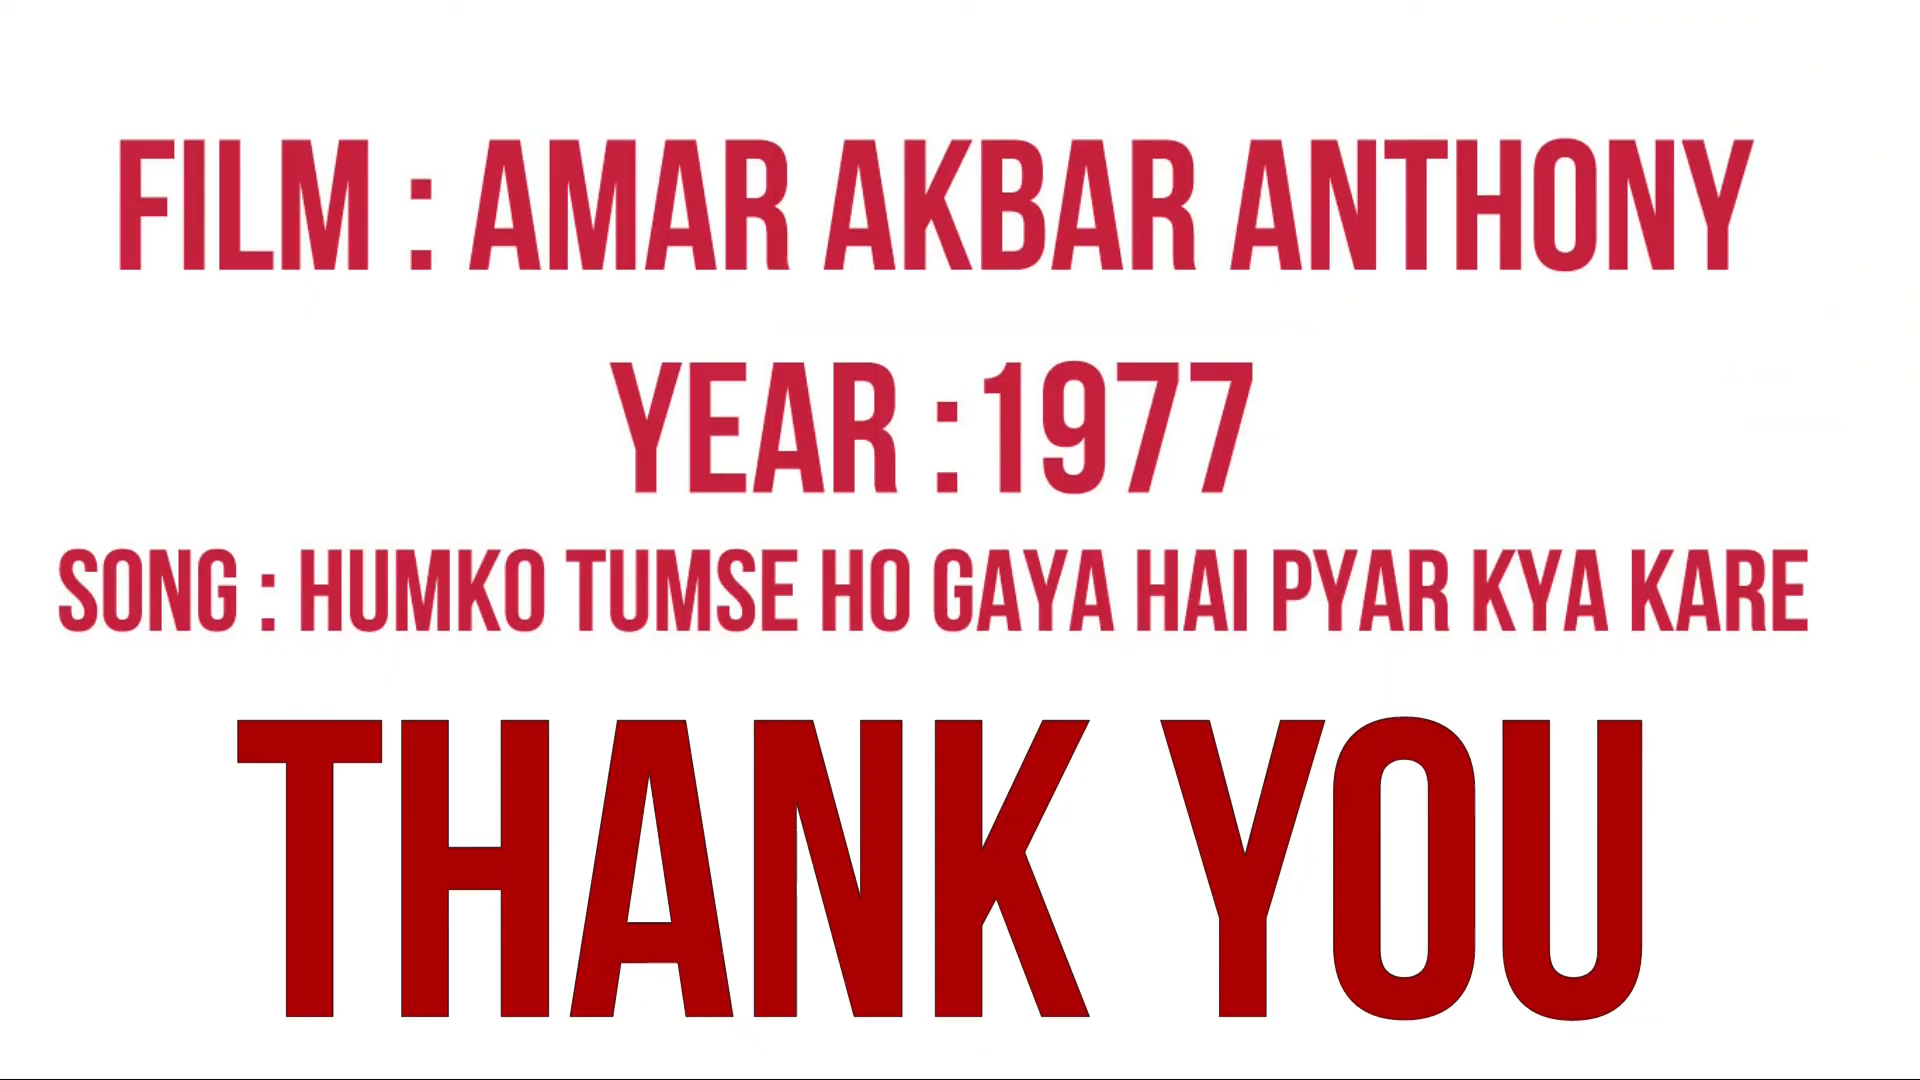 FILM : AMAR AKBAR ANTHONY
YEAR :1977
SONG : HUMKO TUMSE HO GAYA HAI PYAR KYA KARE
THANK YOU